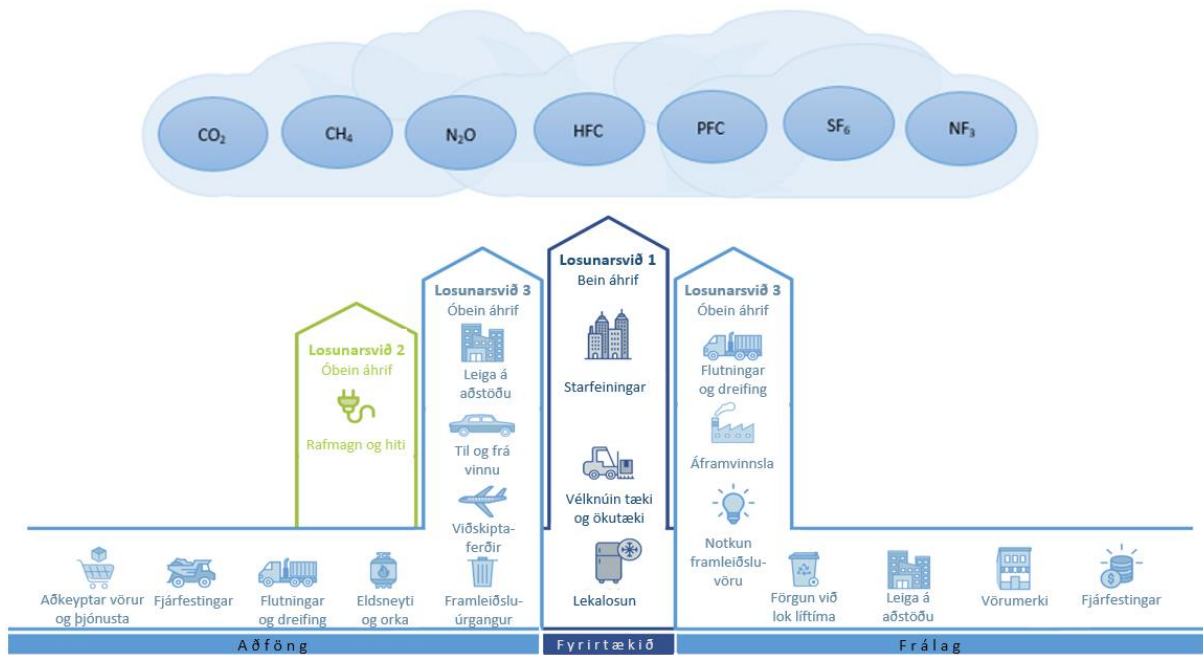 CO₂
CH₄
N₂O
HFC
PFC
SF₆
NF₃
Losunarsvið 2
Óbein áhrif
Rafmagn og hiti
Losunarsvið 3
Óbein áhrif
Leiga á
aðstöðu
Til og frá
vinnu
Viðskipta-
ferðir
Losunarsvið 1
Bein áhrif
Starfeiningar
Vélknúin tæki
og ökutæki
Lekalosun
Losunarsvið 3
Óbein áhrif
Flutningar
og dreifing
Áframvinnsla
Notkun
framleiðslu-
vöru
Aðkeyptar vörur
og þjónusta
Fjárfestingar
Flutningar
og dreifing
Eldsneyti
og orka
Framleiðslu-
úrgangur
Förgun við
lok líftíma
Leiga á
aðstöðu
Vörumerki
Fjárfestingar
Aðföng
Fyrirtækið
Frálag